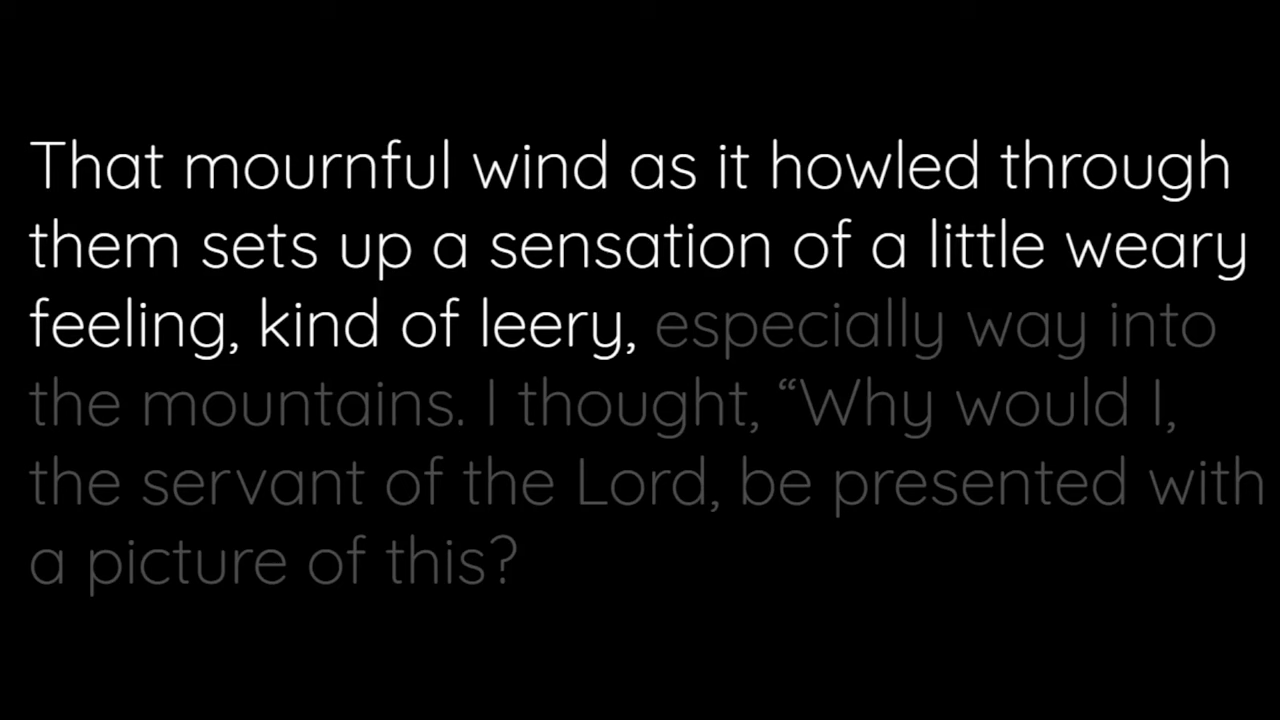 That mournful wind as it howled through
them sets up a sensation of a little weary
feeling, kind of leery, especially way into
the mountains. I thought, “Why would I,
the servant of the Lord, be presented with
a picture of this?